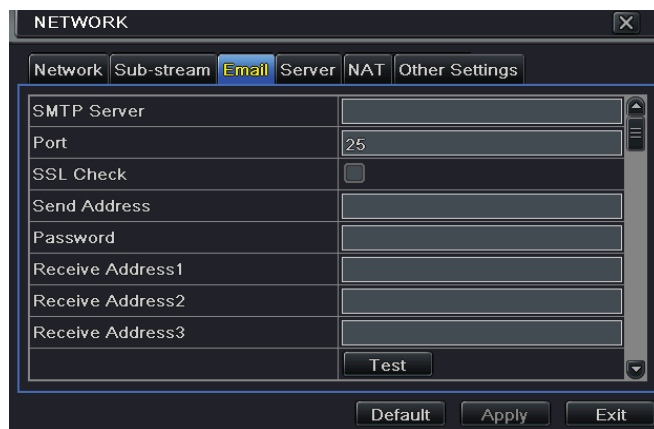 NETWORK
Network Sub-stream Email Server NAT Other Settings
SMTP Server
Port 25
SSL Check
Send Address
Password
Receive Address1
Receive Address2
Receive Address3
Test
Default Apply Exit